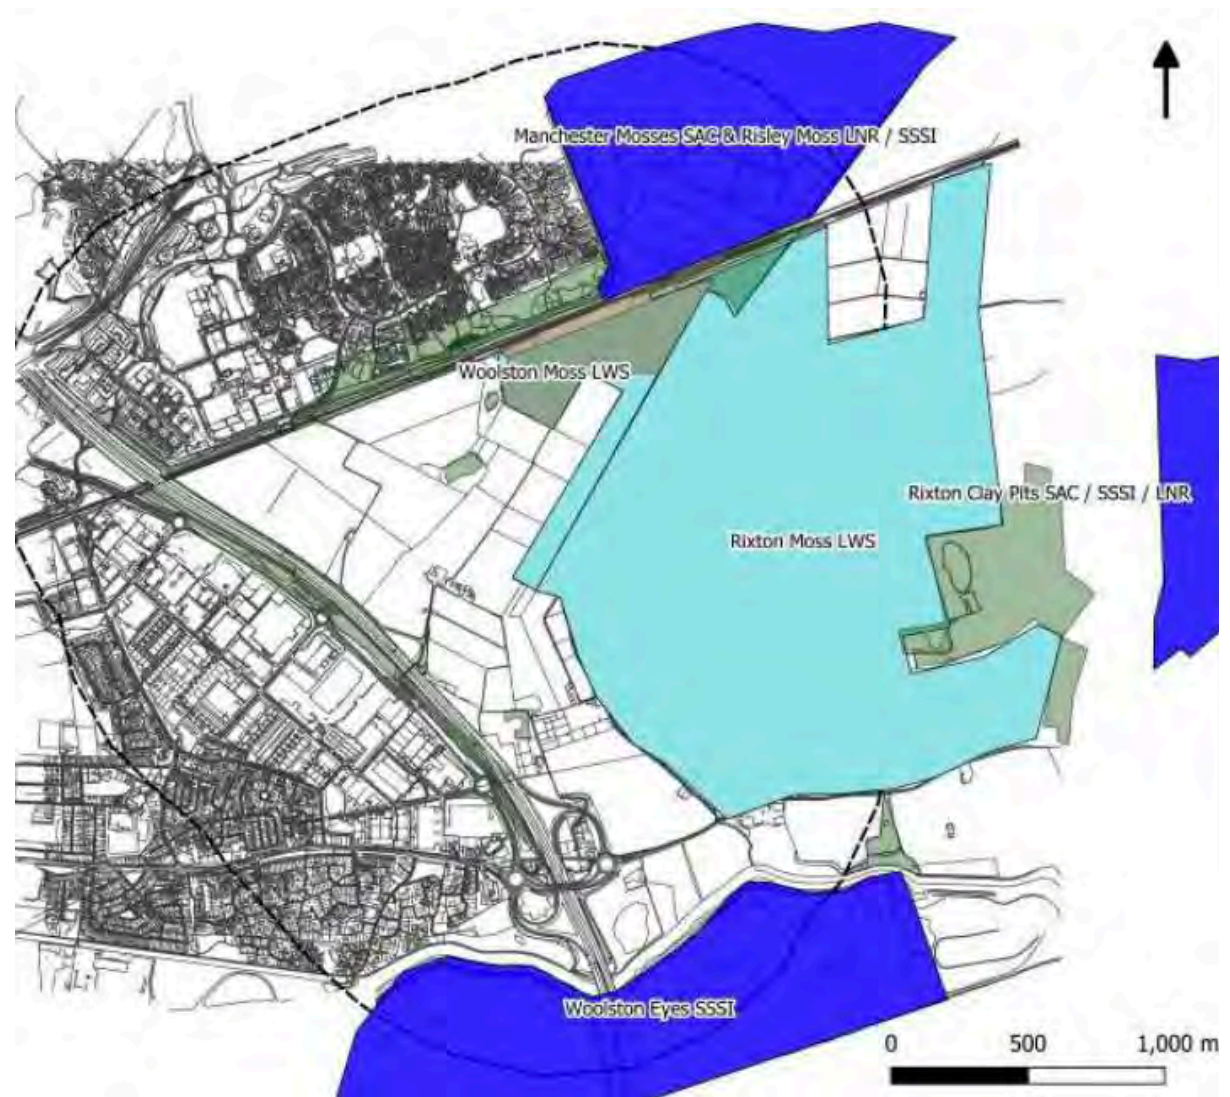 Manchester Mosses SAC & Risley Moss LNR / SSSI
Woolston Moss LWS
Rixton Clay Pits SAC / SSSI / LNR
Rixton Moss LWS
Woolston Eyes SSSI
0 500 1,000 m